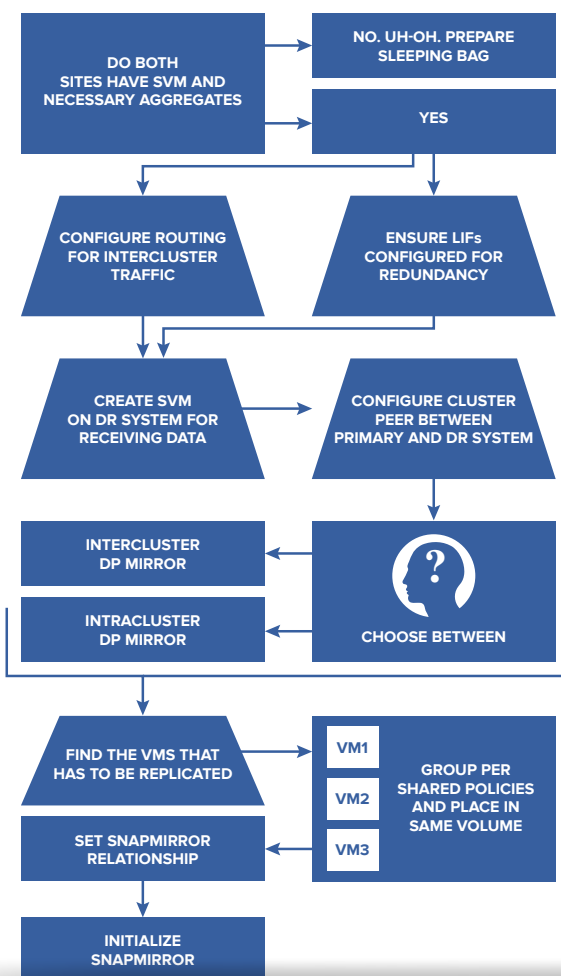 DO BOTH
SITES HAVE SVM AND
NECESSARY AGGREGATES
NO. UH-OH. PREPARE
SLEEPING BAG
YES
CONFIGURE ROUTING
FOR INTERCLUSTER
TRAFFIC
ENSURE LIFs
CONFIGURED FOR
REDUNDANCY
CREATE SVM
ON DR SYSTEM FOR
RECEIVING DATA
CONFIGURE CLUSTER
PEER BETWEEN
PRIMARY AND DR SYSTEM
INTERCLUSTER
DP MIRROR
INTRACLUSTER
DP MIRROR
?
CHOOSE BETWEEN
FIND THE VMS THAT
HAS TO BE REPLICATED
VM1
VM2
VM3
GROUP PER
SHARED POLICIES
AND PLACE IN
SAME VOLUME
SET SNAPMIRROR
RELATIONSHIP
INITIALIZE
SNAPMIRROR